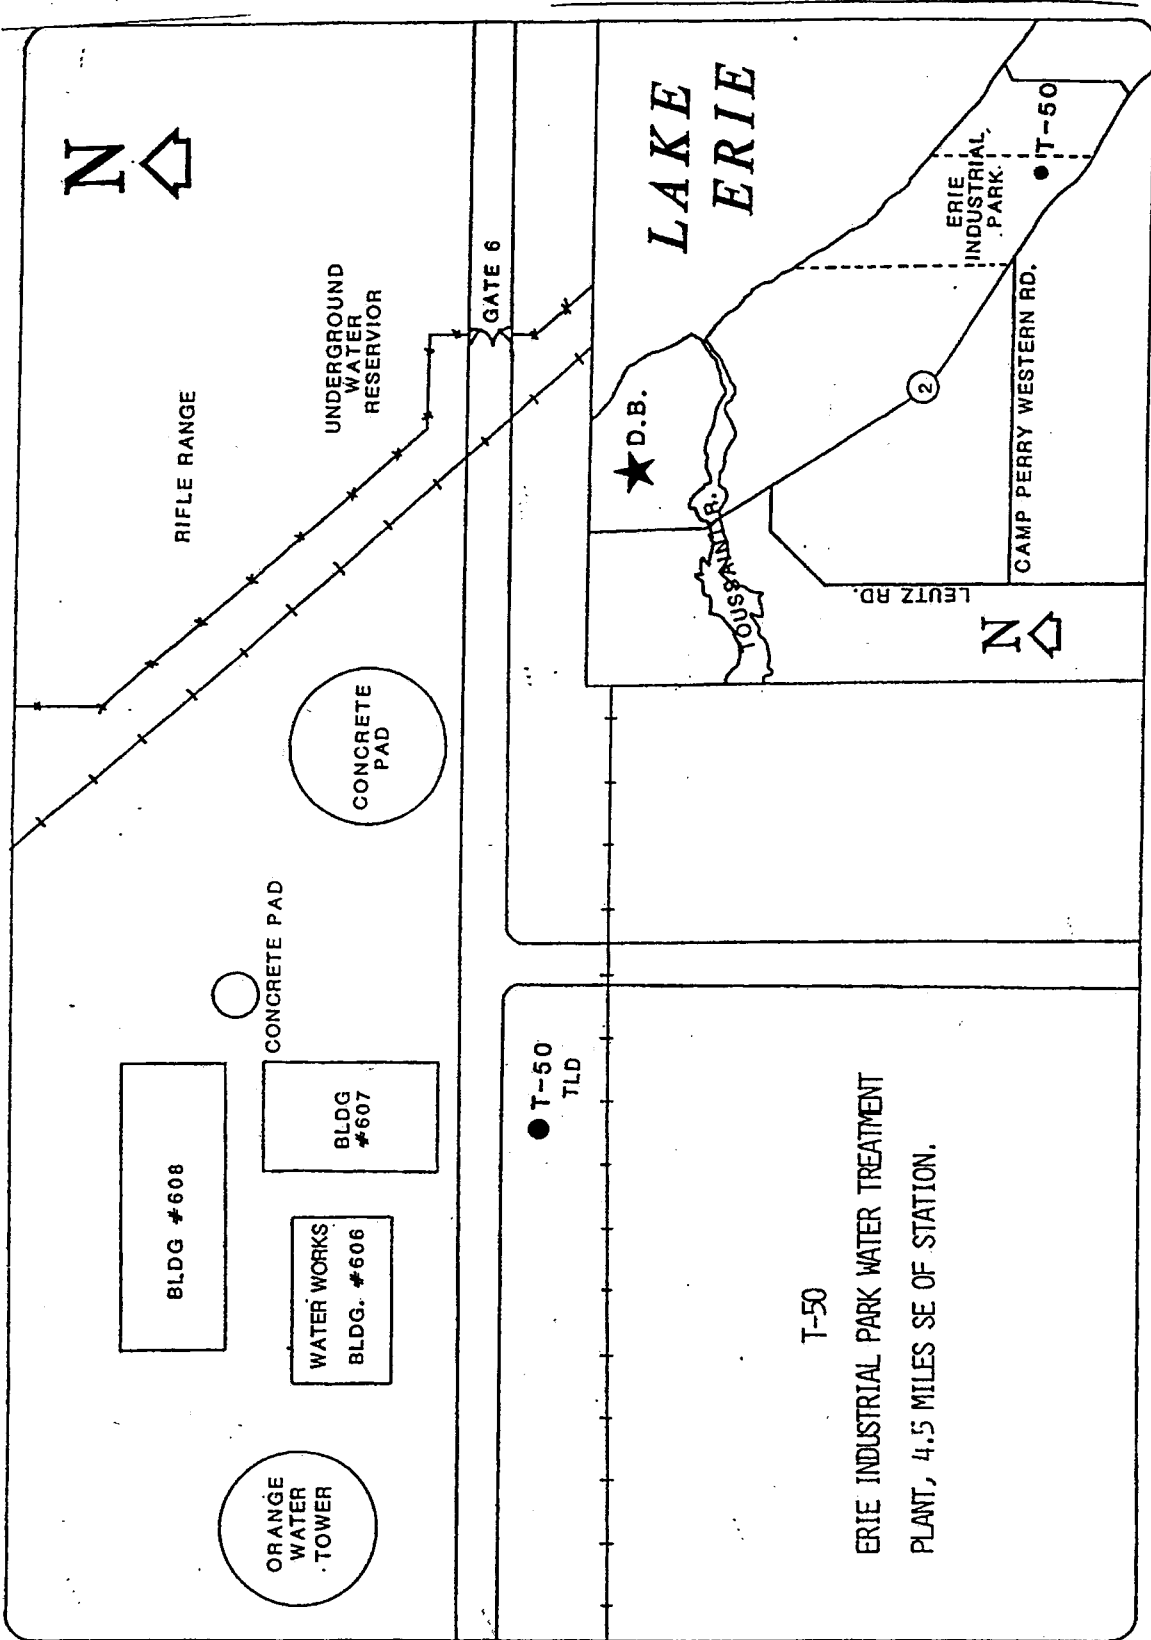 N
RIFLE RANGE
UNDERGROUND
WATER
RESERVIOR
GATE 6
BLDG #608
CONCRETE PAD
CONCRETE
PAD
BLDG
#607
WATER WORKS
BLDG. #606
ORANGE
WATER
TOWER
T-50
TLD
T-50
ERIE INDUSTRIAL PARK WATER TREATMENT
PLANT, 4.5 MILES SE OF STATION.
LAKE
ERIE
D.B.
TOUSSAINT R.
2
ERIE
INDUSTRIAL
PARK
T-50
CAMP PERRY WESTERN RD.
LEUTZ RD.
N